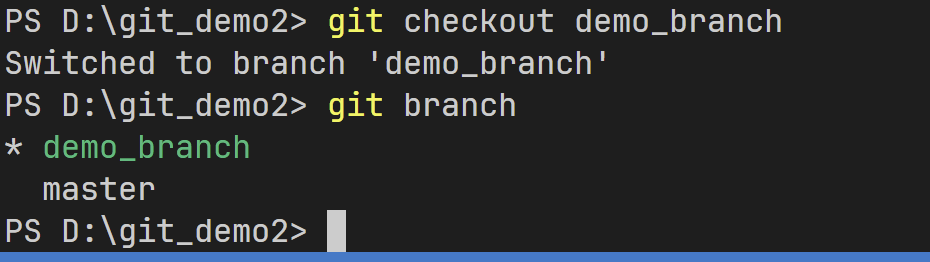 PS D:\git_demo2> git checkout demo_branch
Switched to branch 'demo_branch'
PS D:\git_demo2> git branch
* demo_branch
  master
PS D:\git_demo2>